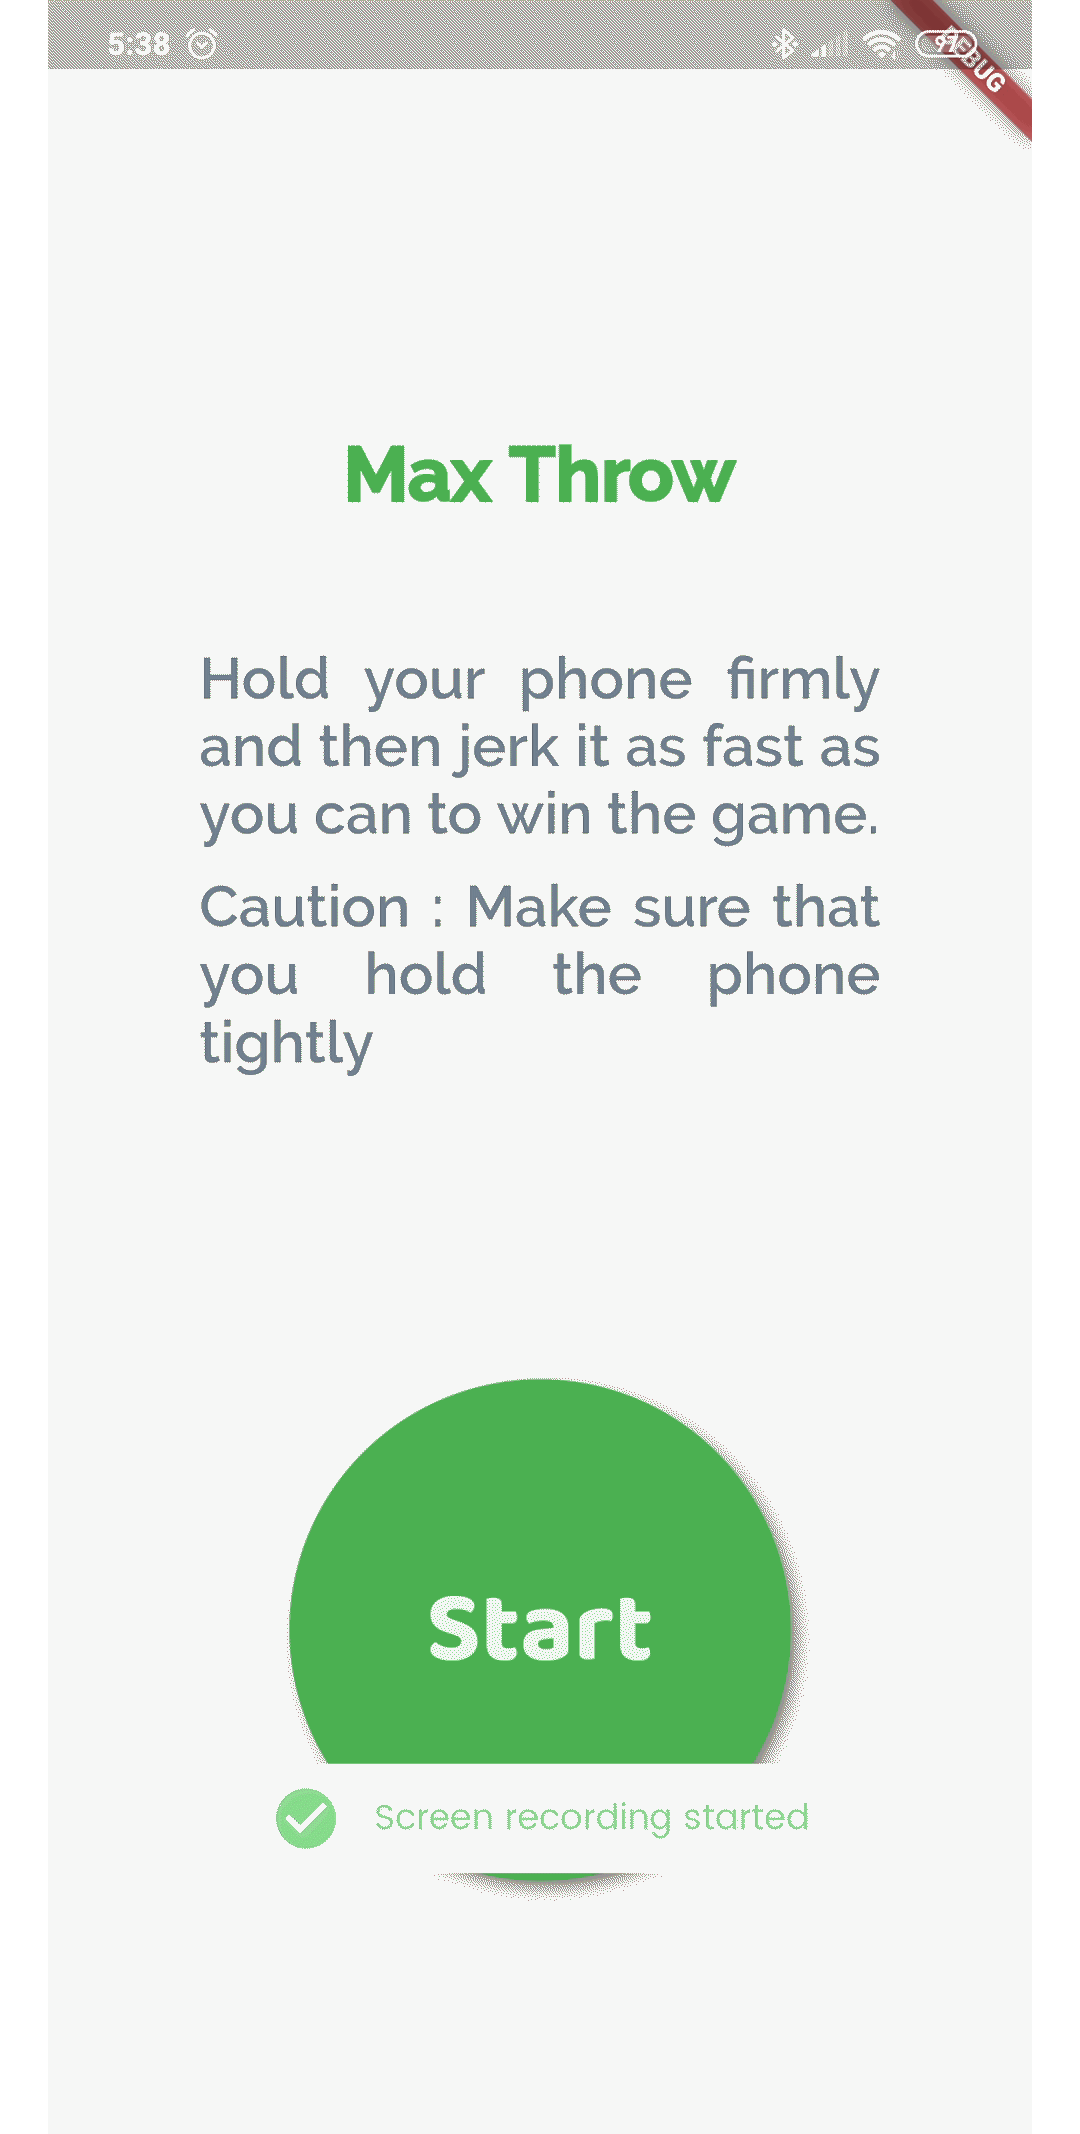 5:38
Max Throw
Hold your phone firmly
and then jerk it as fast as
you can to win the game.
Caution : Make sure that
you hold the phone
tightly
Start
Screen recording started